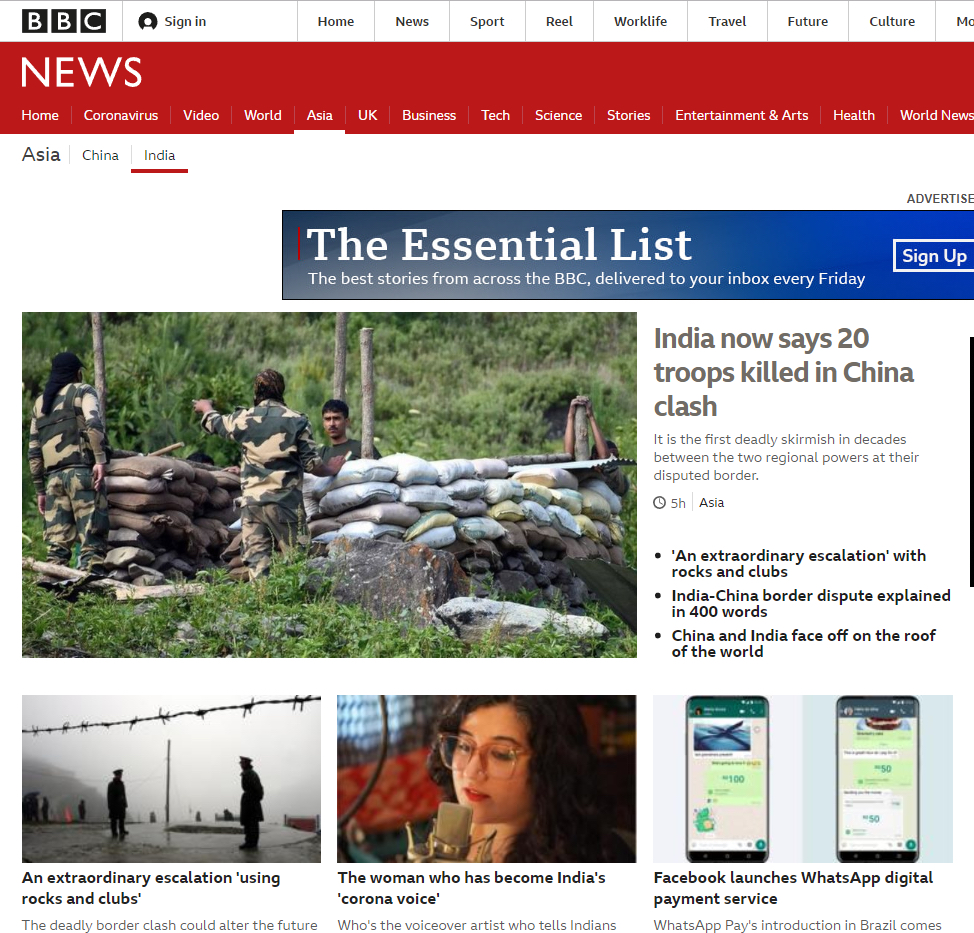 BBC
Sign in
Home
News
Sport
Reel
Worklife
Travel
Future
Culture
NEWS
Home
Coronavirus
Video
World
Asia
UK
Business
Tech
Science
Stories
Entertainment & Arts
Health
World News
Asia
China
India
The Essential List
The best stories from across the BBC, delivered to your inbox every Friday
Sign Up
India now says 20
troops killed in China
clash
It is the first deadly skirmish in decades
between the two regional powers at their
disputed border.
5h
Asia
'An extraordinary escalation' with
rocks and clubs
India-China border dispute explained
in 400 words
China and India face off on the roof
of the world
An extraordinary escalation 'using
rocks and clubs'
The deadly border clash could alter the future
The woman who has become India's
'corona voice'
Who's the voiceover artist who tells Indians
Facebook launches WhatsApp digital
payment service
WhatsApp Pay's introduction in Brazil comes